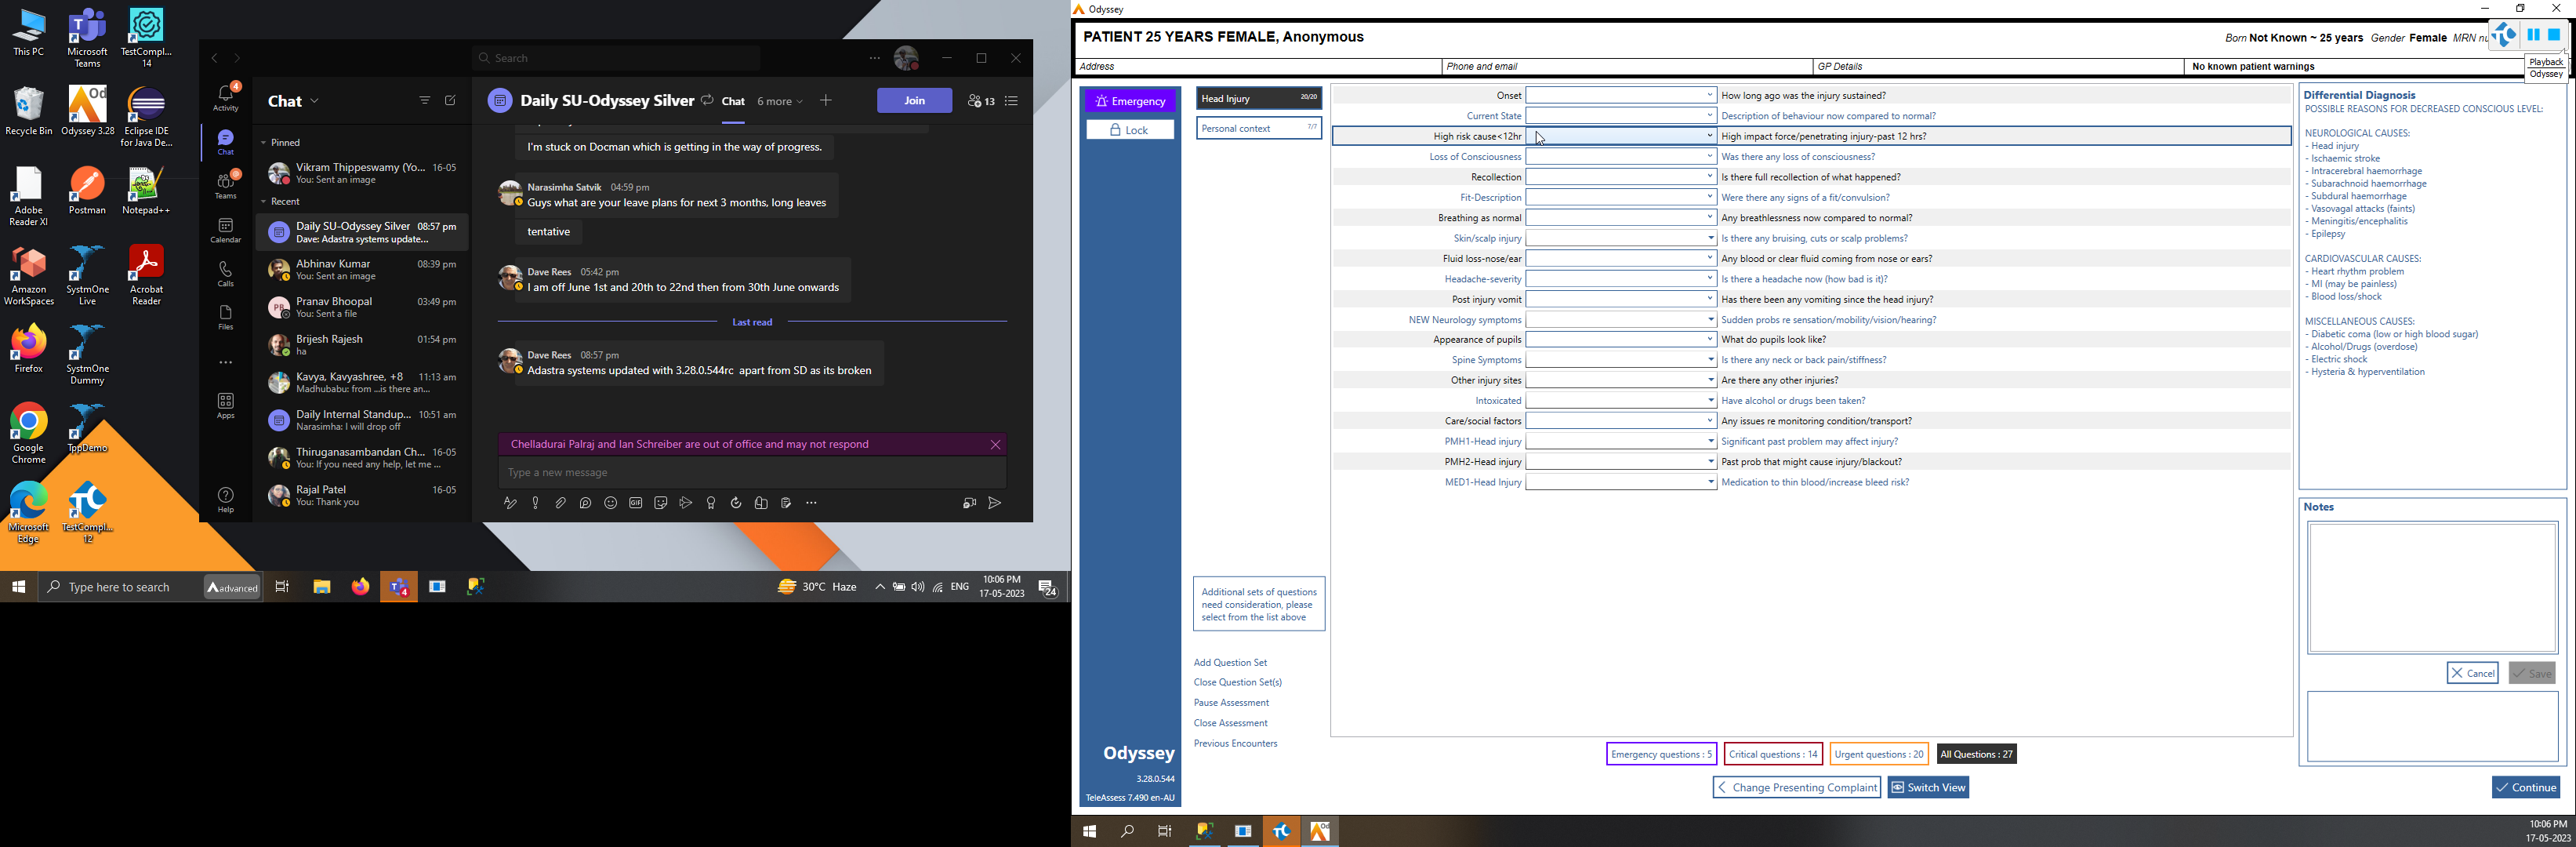 This PC
Microsoft Teams
TestCompl... 14
Recycle Bin
Odyssey 3.28
Eclipse IDE for Java De...
Adobe Reader XI
Postman
Notepad++
Amazon WorkSpaces
SystmOne Live
Acrobat Reader
Firefox
SystmOne Dummy
Google Chrome
TppDemo
Microsoft Edge
TestCompl... 12
Search
Activity
4
Chat
Teams
Calendar
Calls
Files
Apps
Help
Chat
Pinned
Vikram Thippeswamy (Yo... 16-05
You: Sent an image
Recent
Daily SU-Odyssey Silver 08:57 pm
Dave: Adastra systems update...
Abhinav Kumar 08:39 pm
You: Sent an image
Pranav Bhoopal 03:49 pm
You: Sent a file
Brijesh Rajesh 01:54 pm
ha
Kavya, Kavyashree, +8 11:13 am
Madhubabu: from ...is there an...
Daily Internal Standup... 10:51 am
Narasimha: I will drop off
Thiruganasambandan Ch... 16-05
You: If you need any help, let me ...
Rajal Patel 16-05
You: Thank you
Daily SU-Odyssey Silver Chat 6 more Join 13
I'm stuck on Docman which is getting in the way of progress.
Narasimha Satvik 04:59 pm
Guys what are your leave plans for next 3 months, long leaves
tentative
Dave Rees 05:42 pm
I am off June 1st and 20th to 22nd then from 30th June onwards
Last read
Dave Rees 08:57 pm
Adastra systems updated with 3.28.0.544rc apart from SD as its broken
Chelladurai Palraj and Ian Schreiber are out of office and may not respond
Type a new message
GIF
Type here to search
Aadvanced
4
30°C Haze
ENG
10:06 PM
17-05-2023
24
Odyssey
PATIENT 25 YEARS FEMALE, Anonymous
Born Not Known ~ 25 years Gender Female MRN nu
Playback
Odyssey
Address
Phone and email
GP Details
No known patient warnings
Emergency
Lock
Head Injury 20/20
Personal context 7/7
Onset How long ago was the injury sustained?
Current State Description of behaviour now compared to normal?
High risk cause<12hr High impact force/penetrating injury-past 12 hrs?
Loss of Consciousness Was there any loss of consciousness?
Recollection Is there full recollection of what happened?
Fit-Description Were there any signs of a fit/convulsion?
Breathing as normal Any breathlessness now compared to normal?
Skin/scalp injury Is there any bruising, cuts or scalp problems?
Fluid loss-nose/ear Any blood or clear fluid coming from nose or ears?
Headache-severity Is there a headache now (how bad is it)?
Post injury vomit Has there been any vomiting since the head injury?
NEW Neurology symptoms Sudden probs re sensation/mobility/vision/hearing?
Appearance of pupils What do pupils look like?
Spine Symptoms Is there any neck or back pain/stiffness?
Other injury sites Are there any other injuries?
Intoxicated Have alcohol or drugs been taken?
Care/social factors Any issues re monitoring condition/transport?
PMH1-Head injury Significant past problem may affect injury?
PMH2-Head injury Past prob that might cause injury/blackout?
MED1-Head Injury Medication to thin blood/increase bleed risk?
Differential Diagnosis
POSSIBLE REASONS FOR DECREASED CONSCIOUS LEVEL:
NEUROLOGICAL CAUSES:
- Head injury
- Ischaemic stroke
- Intracerebral haemorrhage
- Subarachnoid haemorrhage
- Subdural haemorrhage
- Vasovagal attacks (faints)
- Meningitis/encephalitis
- Epilepsy
CARDIOVASCULAR CAUSES:
- Heart rhythm problem
- MI (may be painless)
- Blood loss/shock
MISCELLANEOUS CAUSES:
- Diabetic coma (low or high blood sugar)
- Alcohol/Drugs (overdose)
- Electric shock
- Hysteria & hyperventilation
Notes
Cancel
Save
Additional sets of questions
need consideration, please
select from the list above
Add Question Set
Close Question Set(s)
Pause Assessment
Close Assessment
Previous Encounters
Odyssey
3.28.0.544
TeleAssess 7.490 en-AU
Emergency questions : 5
Critical questions : 14
Urgent questions : 20
All Questions : 27
Change Presenting Complaint
Switch View
Continue
10:06 PM
17-05-2023